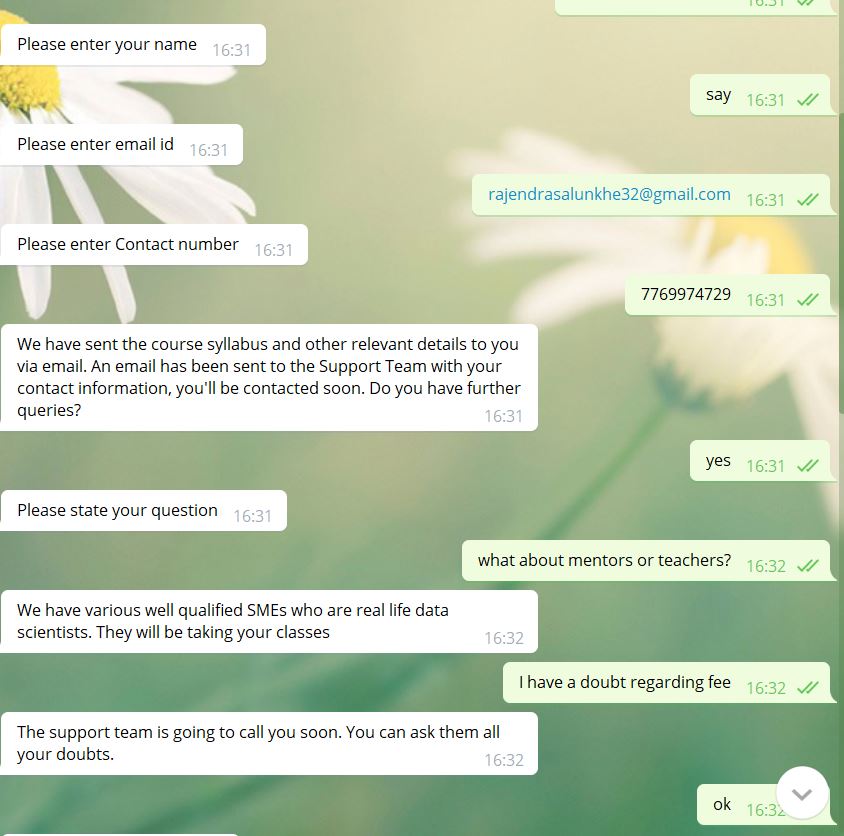 16:31
Please enter your name 16:31
say 16:31
Please enter email id 16:31
rajendrasalunkhe32@gmail.com 16:31
Please enter Contact number 16:31
7769974729 16:31
We have sent the course syllabus and other relevant details to you
via email. An email has been sent to the Support Team with your
contact information, you'll be contacted soon. Do you have further
queries? 16:31
yes 16:31
Please state your question 16:31
what about mentors or teachers? 16:32
We have various well qualified SMEs who are real life data
scientists. They will be taking your classes 16:32
I have a doubt regarding fee 16:32
The support team is going to call you soon. You can ask them all
your doubts. 16:32
ok 16:32